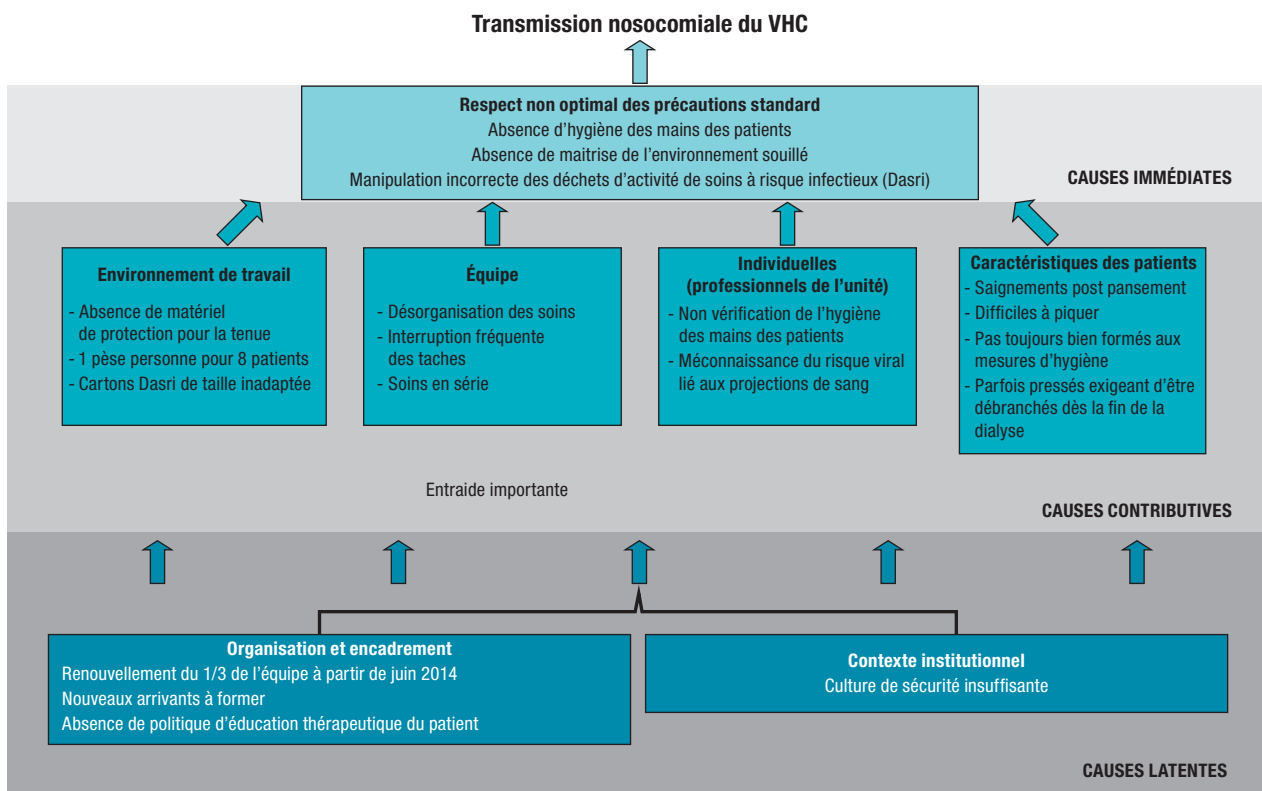 Transmission nosocomiale du VHC
Respect non optimal des précautions standard
Absence d'hygiène des mains des patients
Absence de maitrise de l'environnement souillé
Manipulation incorrecte des déchets d'activité de soins à risque infectieux (Dasri)
CAUSES IMMÉDIATES
Environnement de travail
- Absence de matériel
de protection pour la tenue
- 1 pèse personne pour 8 patients
- Cartons Dasri de taille inadaptée
Équipe
- Désorganisation des soins
- Interruption fréquente
des taches
- Soins en série
Individuelles
(professionnels de l'unité)
- Non vérification de l'hygiène
des mains des patients
- Méconnaissance du risque viral
lié aux projections de sang
Caractéristiques des patients
- Saignements post pansement
- Difficiles à piquer
- Pas toujours bien formés aux
mesures d'hygiène
- Parfois pressés exigeant d'être
débranchés dès la fin de la
dialyse
Entraide importante
CAUSES CONTRIBUTIVES
Organisation et encadrement
Renouvellement du 1/3 de l'équipe à partir de juin 2014
Nouveaux arrivants à former
Absence de politique d'éducation thérapeutique du patient
Contexte institutionnel
Culture de sécurité insuffisante
CAUSES LATENTES